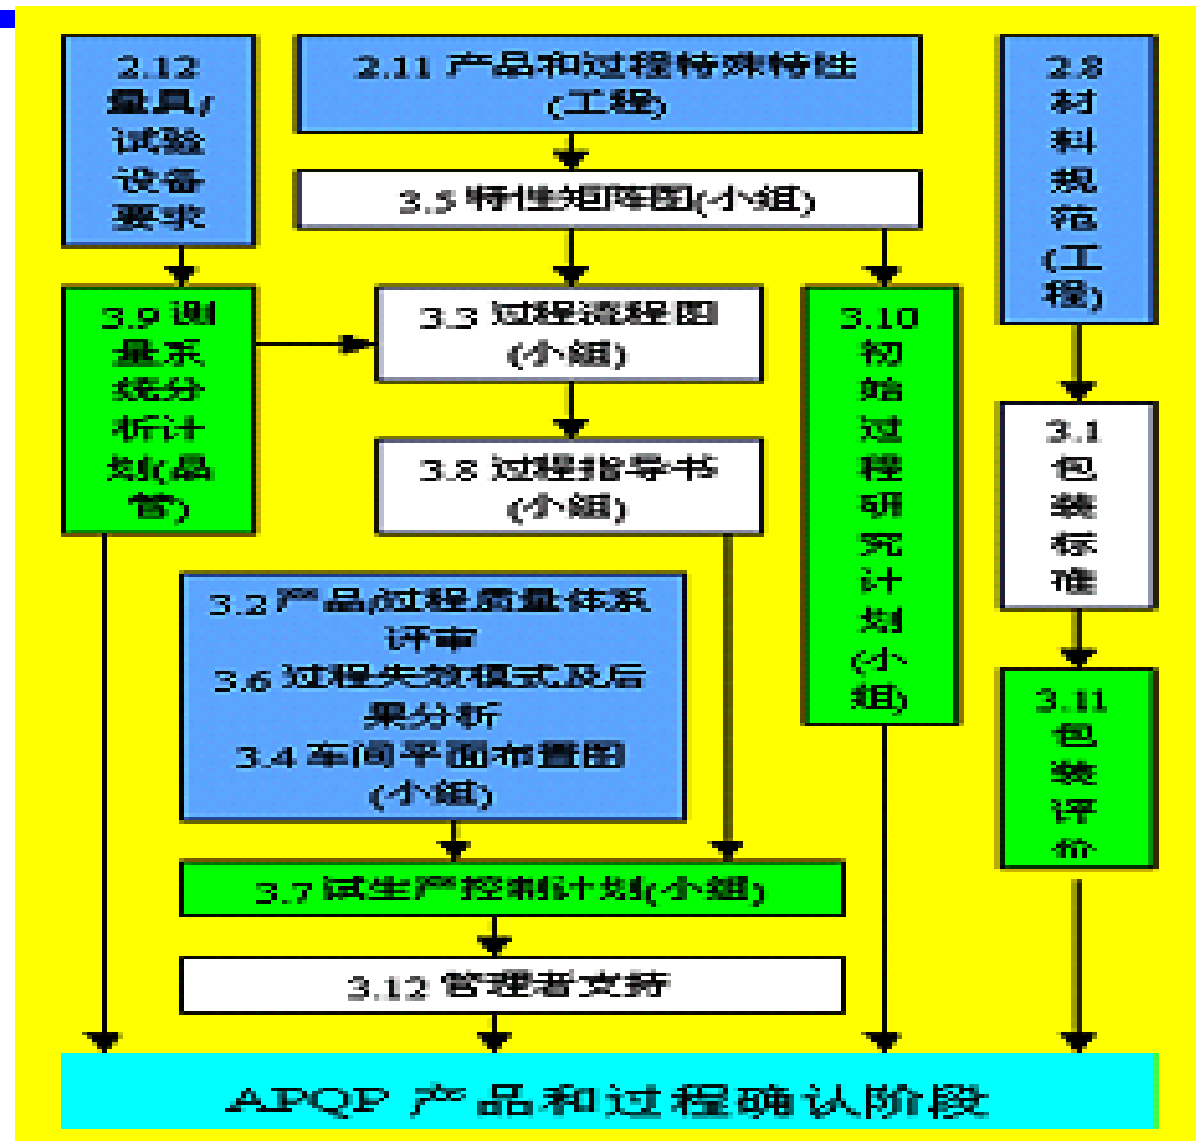 2.12
量具/
试验
设备
要求
2.11 产品和过程特殊特性
(工程)
2.8
材
料
规
范
(工
程)
3.5 特性矩阵图(小组)
3.9 测
量系
统分
析计
划(品
管)
3.3 过程流程图
(小组)
3.10
初
始
过
程
研
究
计
划
(小
组)
3.1
包
装
标
准
3.8 过程指导书
(小组)
3.2 产品/过程质量体系
评审
3.6 过程失效模式及后
果分析
3.4 车间平面布置图
(小组)
3.11
包
装
评
价
3.7 试生产控制计划(小组)
3.12 管理者支持
APQP 产品和过程确认阶段